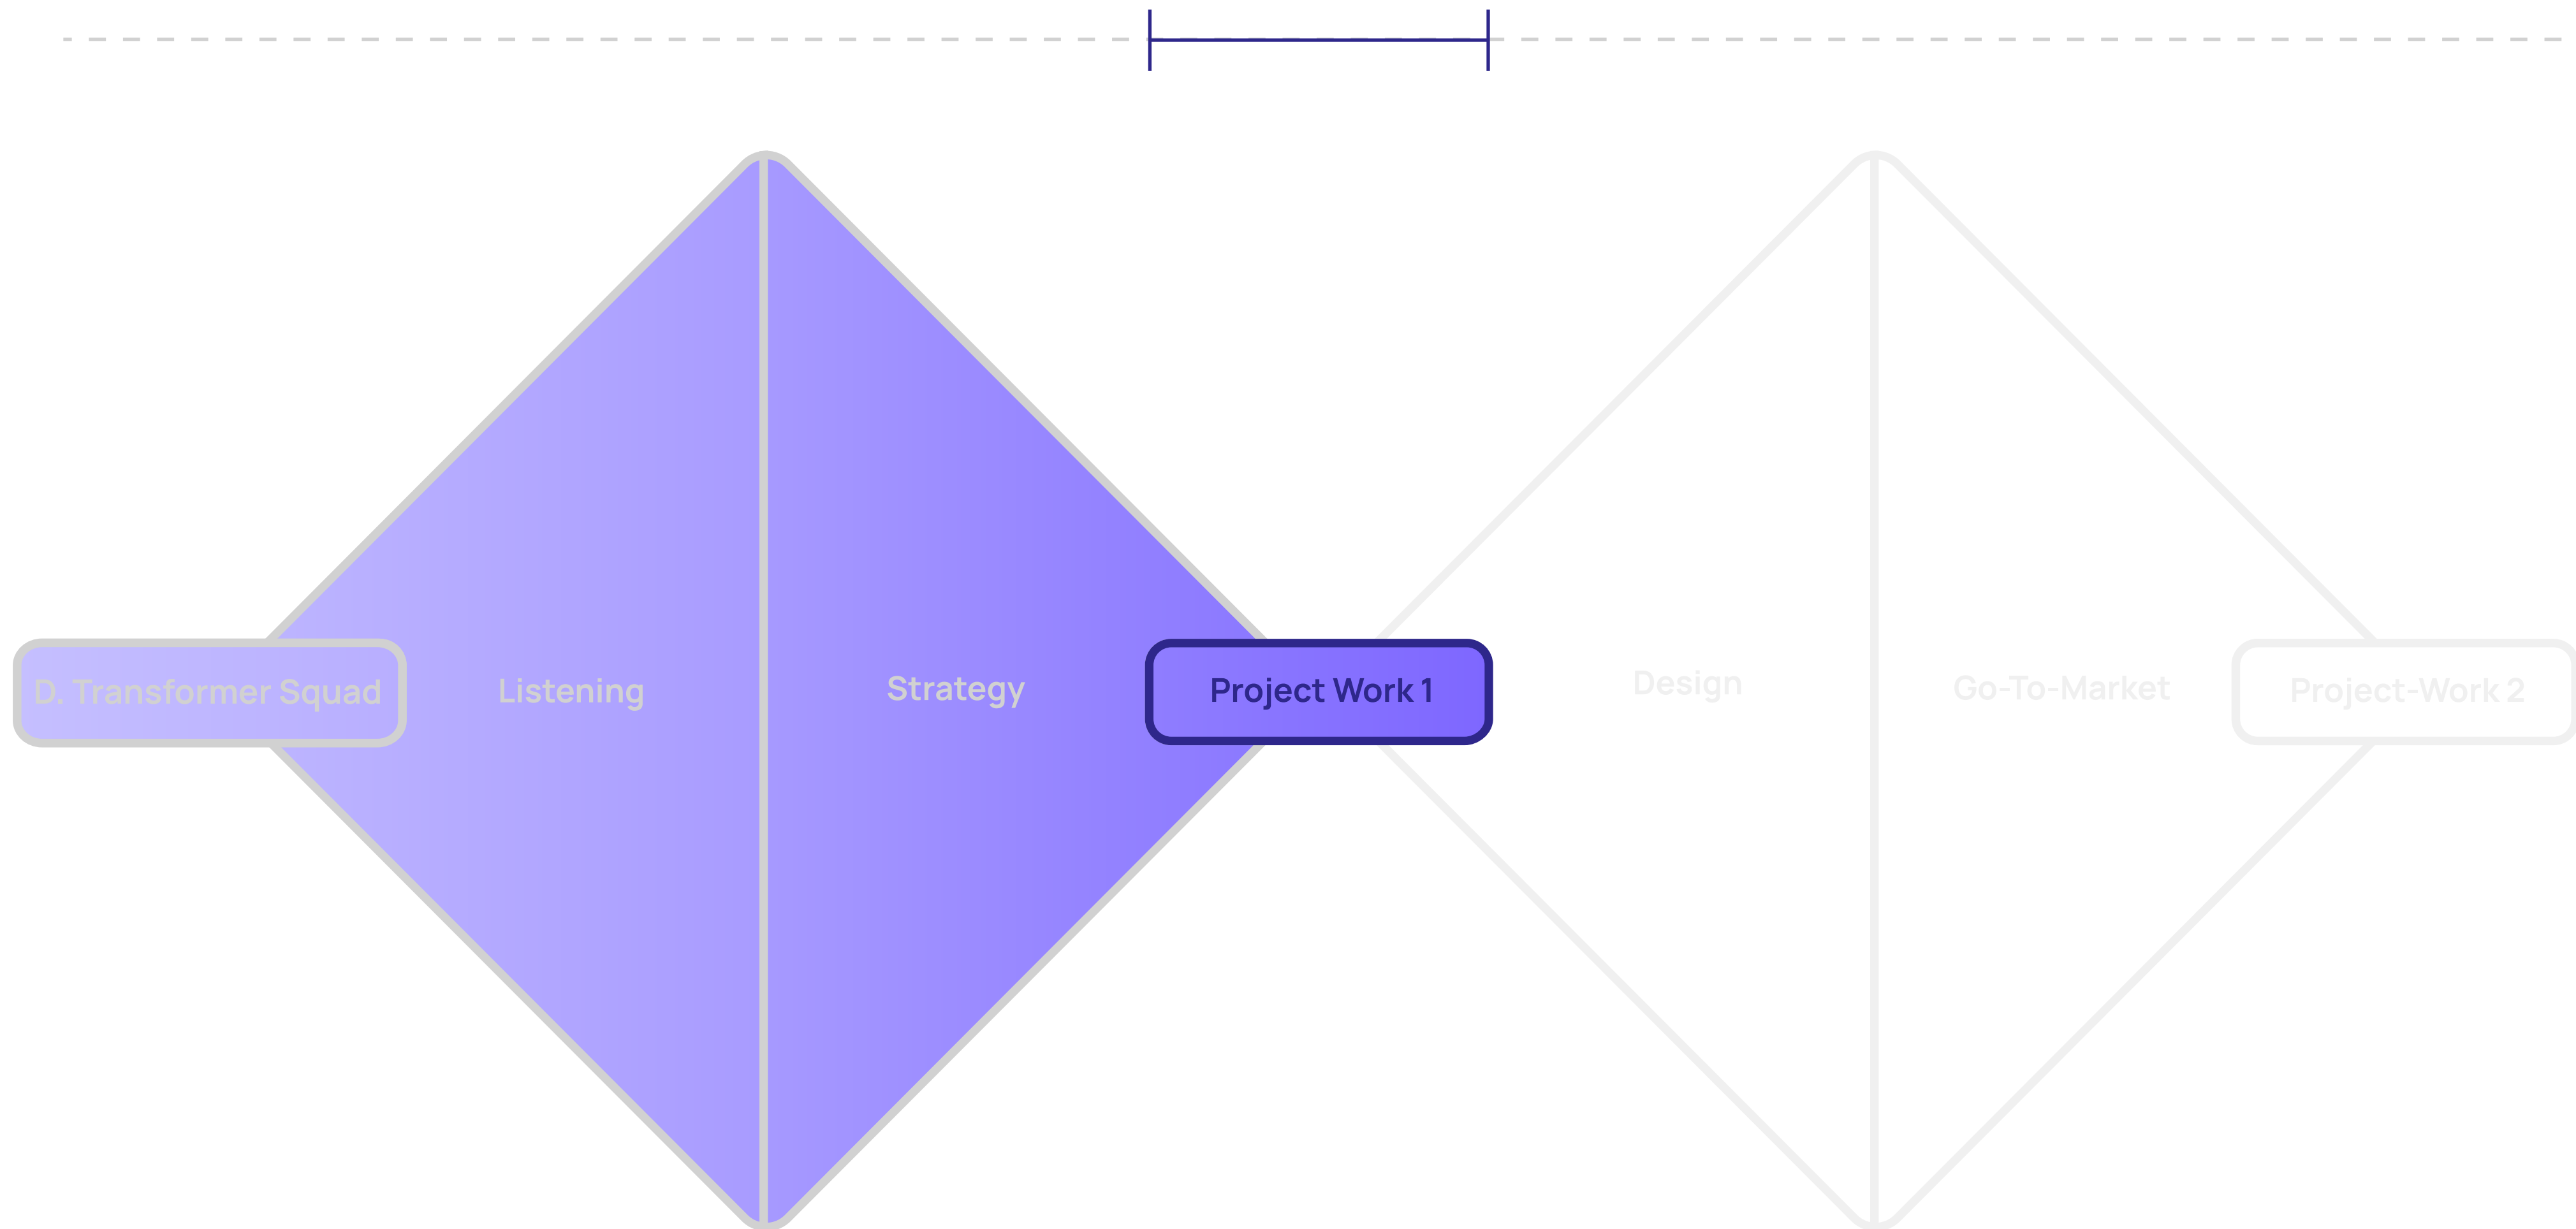 D. Transformer Squad
Listening
Strategy
Project Work 1
Design
Go-To-Market
Project-Work 2